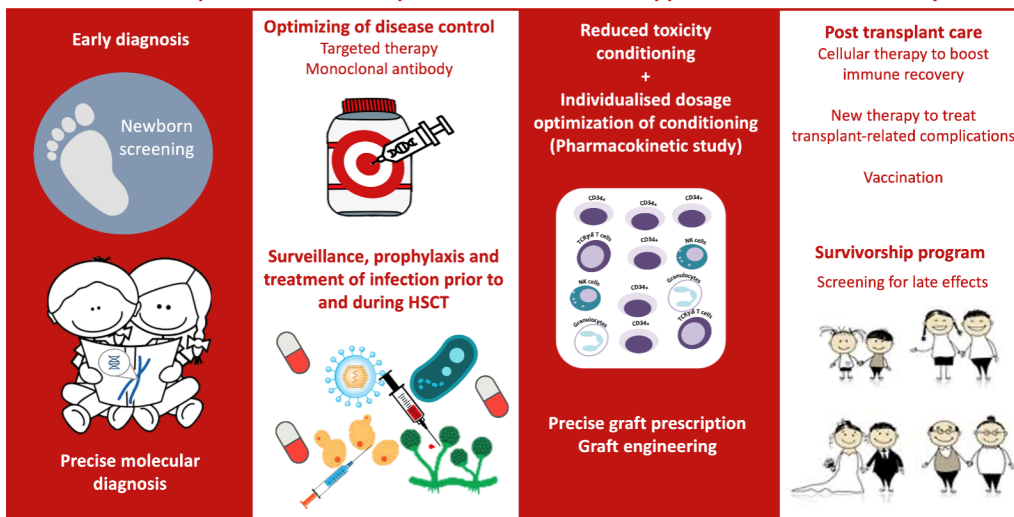 Early diagnosis
Newborn
screening
Precise molecular
diagnosis
Optimizing of disease control
Targeted therapy
Monoclonal antibody
Surveillance, prophylaxis and
treatment of infection prior to
and during HSCT
Reduced toxicity
conditioning
+
Individualised dosage
optimization of conditioning
(Pharmacokinetic study)
CD34+
CD34+
CD34+
TCRγδ T cells
CD34+
NK cells
NK cells
CD34+
Granulocytes
Granulocytes
CD34+
TCRγδ T cells
Precise graft prescription
Graft engineering
Post transplant care
Cellular therapy to boost
immune recovery
New therapy to treat
transplant-related complications
Vaccination
Survivorship program
Screening for late effects